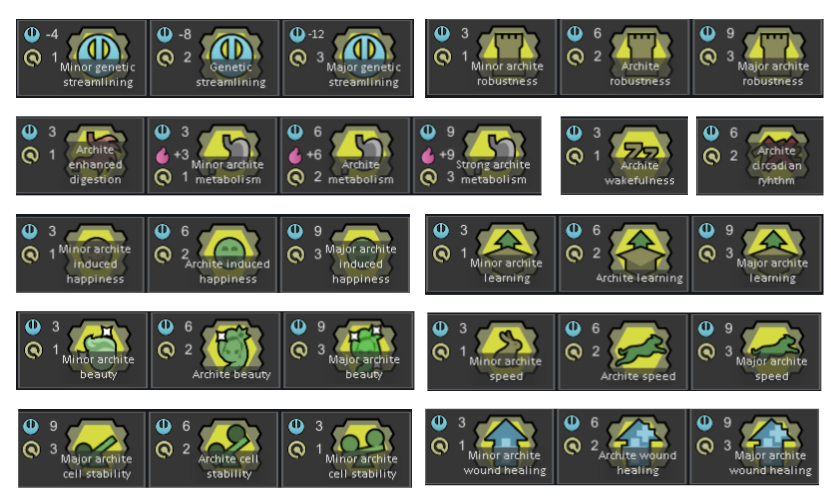 -4 -8 -12 3 6 9
1 Minor genetic 2 Genetic 3 Major genetic 1 Minor archite 2 Archite 3 Major archite
streamlining streamlining streamlining robustness robustness robustness
3 3 6 9 3 6
Archite +3 +6 +9 Archite
1 enhanced Minor archite Archite Strong archite 1 Archite 2 circadian
digestion 1 metabolism 2 metabolism 3 metabolism wakefulness ryhthm
3 6 9 3 6 9
1 Minor archite 2 Archite induced 3 Major archite 1 Minor archite 2 Archite learning 3 Major archite
induced happiness induced learning learning
happiness happiness
3 6 9 3 6 9
1 Minor archite 2 Archite beauty 3 Major archite 1 Minor archite 2 Archite speed 3 Major archite
beauty beauty speed speed
9 6 3 3 6 9
3 Major archite 2 Archite cell 1 Minor archite 1 Minor archite 2 Archite wound 3 Major archite
cell stability stability cell stability wound healing healing wound healing